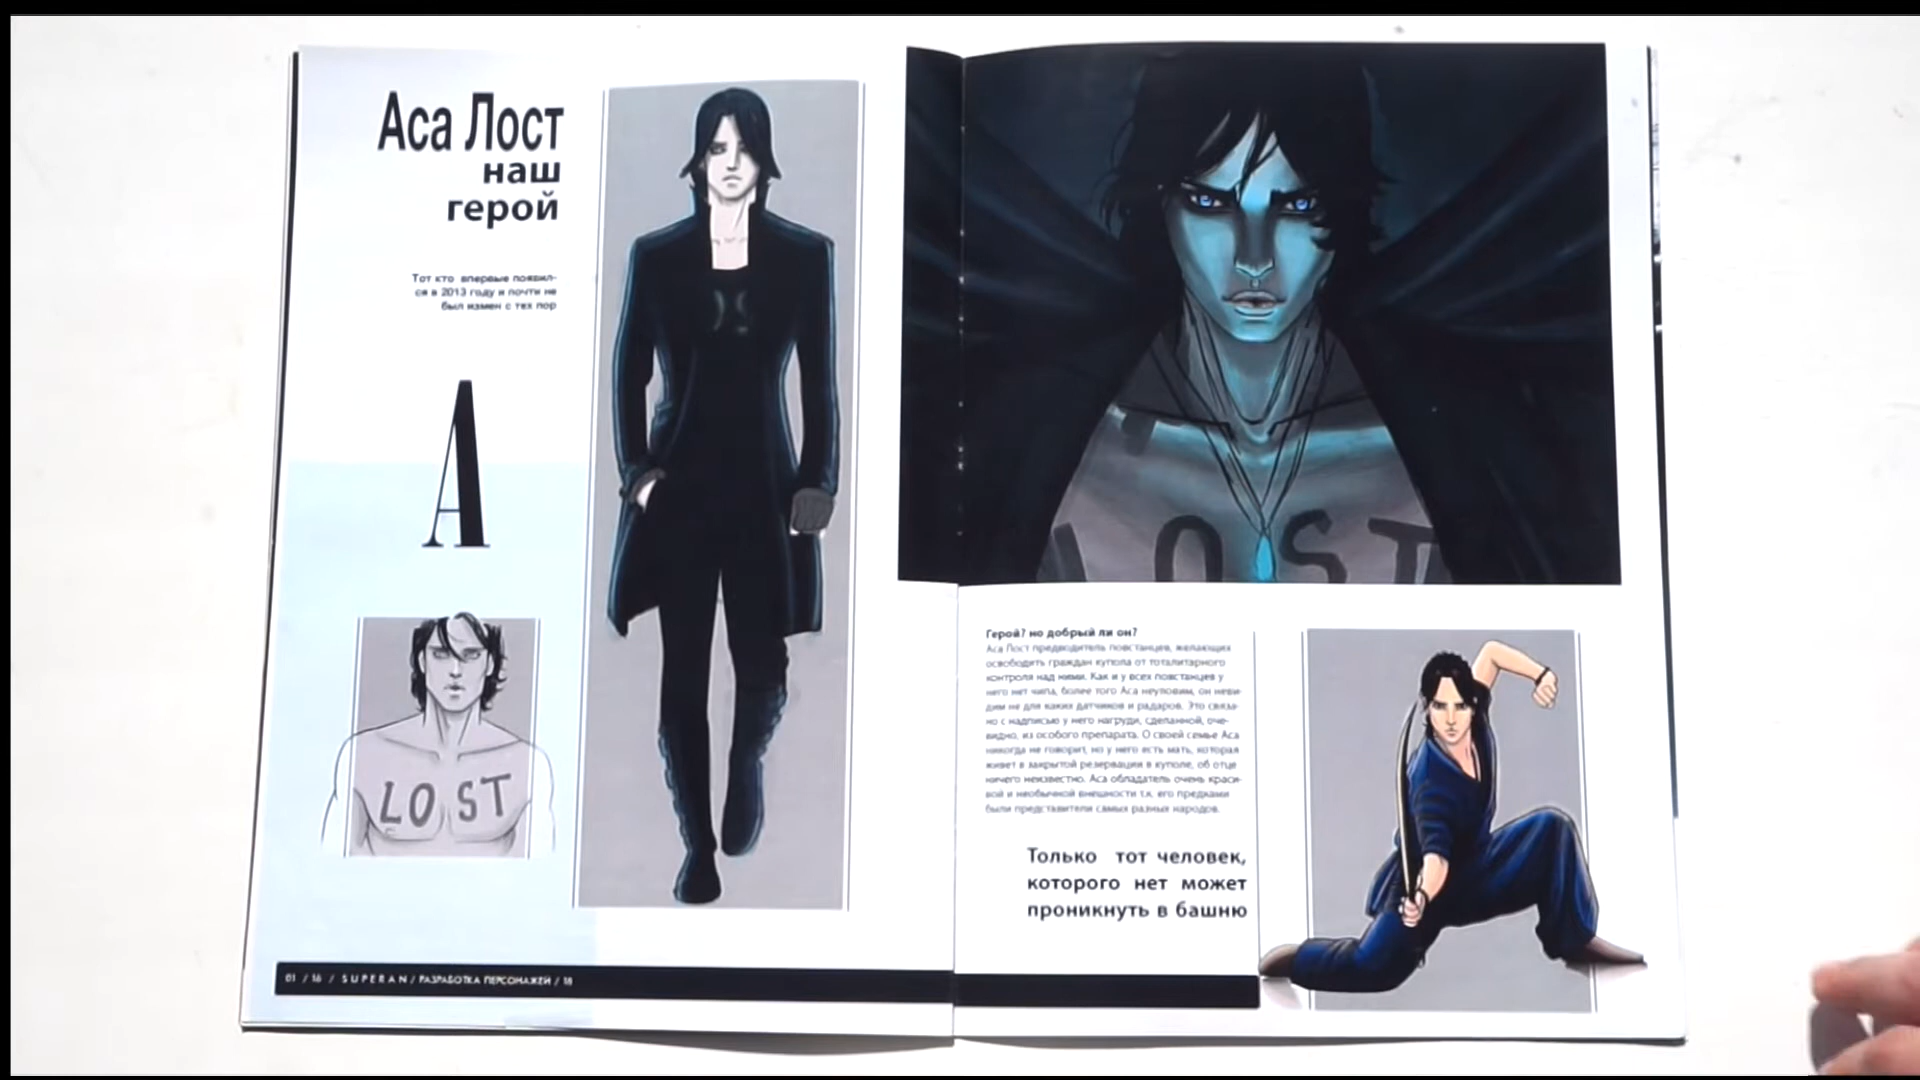 Аса Лост
наш
герой
Тот кто впервые появил-
ся в 2013 году и почти не
был измен с тех пор
А
LOST
01 / 16 / SUPERAN / РАЗРАБОТКА ПЕРСОНАЖЕЙ / 18
LOST
Герой? но добрый ли он?
Аса Лост предводитель повстанцев, желающих
освободить граждан купола от тоталитарного
контроля над ними. Как и у всех повстанцев у
него нет чипа, более того Аса неуловим, он неви-
дим не для каких датчиков и радаров. Это связа-
но с надписью у него нагруди, сделанной, оче-
видно, из особого препарата. О своей семье Аса
никогда не говорит, но у него есть мать, которая
живет в закрытой резервации в куполе, об отце
ничего неизвестно. Аса обладатель очень краси-
вой и необычной внешности т.к. его предками
были представители самых разных народов.
Только тот человек,
которого нет может
проникнуть в башню